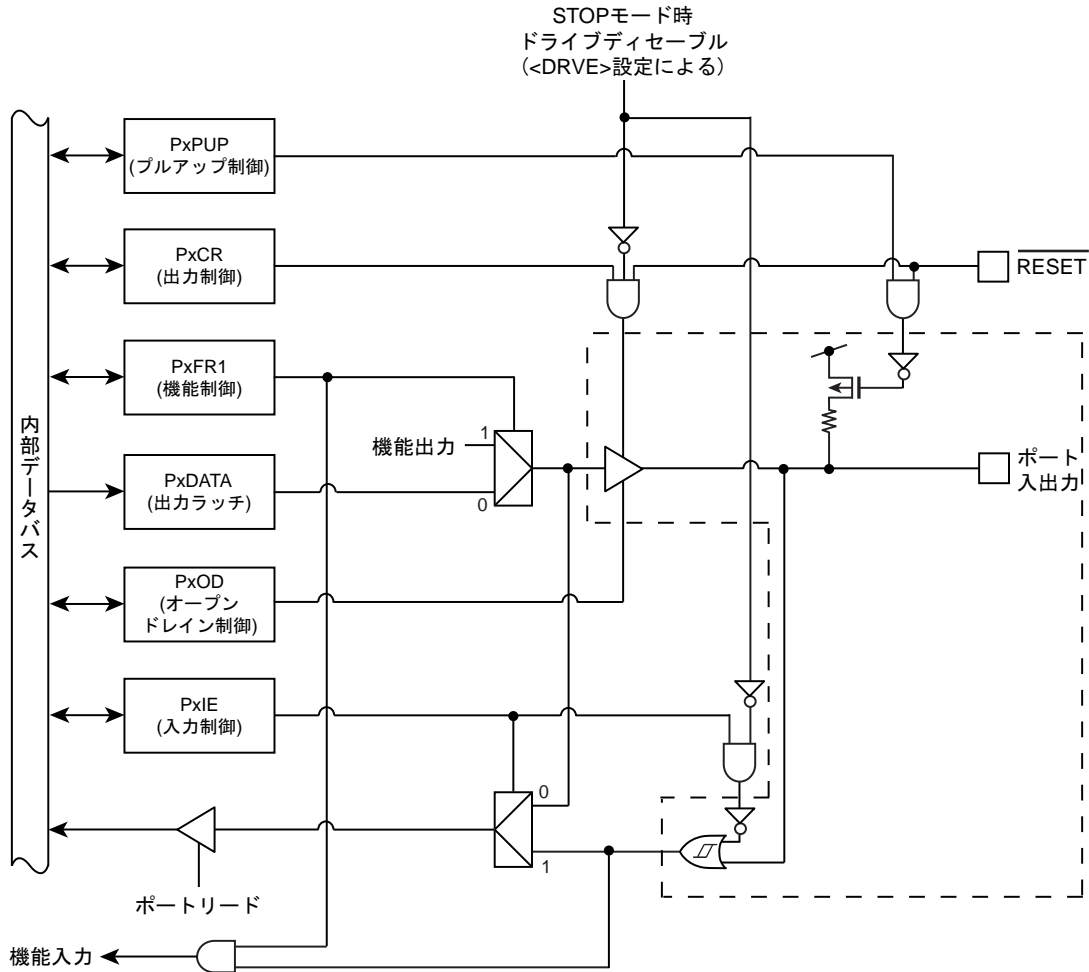 STOPモード時
ドライブディセーブル
（<DRVE>設定による）
PxPUP
(プルアップ制御)
PxCR
(出力制御)
RESET
PxFR1
(機能制御)
機能出力
1
0
PxDATA
(出力ラッチ)
ポート
入出力
内部データバス
PxOD
(オープン
ドレイン制御)
PxIE
(入力制御)
0
1
ポートリード
機能入力